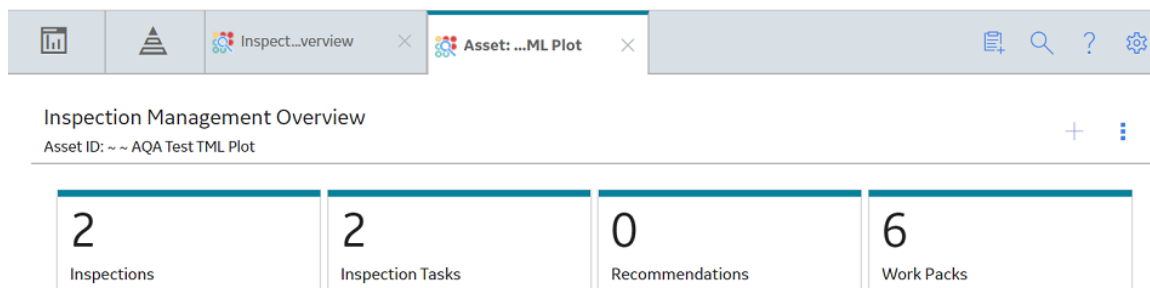 Inspect...verview
Asset: ...ML Plot
Inspection Management Overview
Asset ID: ~ ~ AQA Test TML Plot
2
Inspections
2
Inspection Tasks
0
Recommendations
6
Work Packs